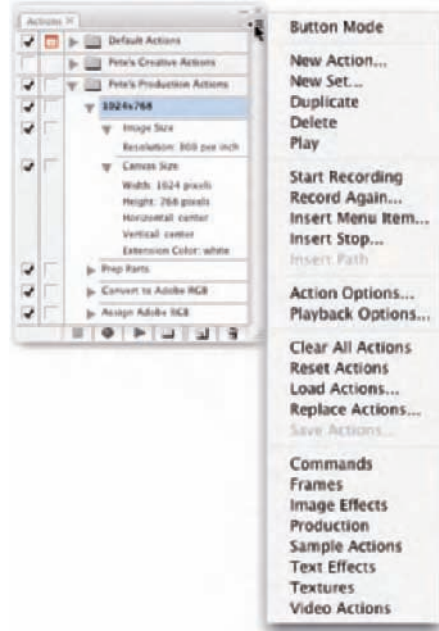 Actions
Default Actions
Pete's Creative Actions
Pete's Production Actions
1024x768
Image Size
Resolution: 300 per inch
Canvas Size
Width: 1024 pixels
Height: 768 pixels
Horizontal: center
Vertical: center
Extension Color: white
Prep Parts
Convert to Adobe RGB
Assign Adobe RGB
Button Mode
New Action...
New Set...
Duplicate
Delete
Play
Start Recording
Record Again...
Insert Menu Item...
Insert Stop...
Insert Path
Action Options...
Playback Options...
Clear All Actions
Reset Actions
Load Actions...
Replace Actions...
Save Actions...
Commands
Frames
Image Effects
Production
Sample Actions
Text Effects
Textures
Video Actions